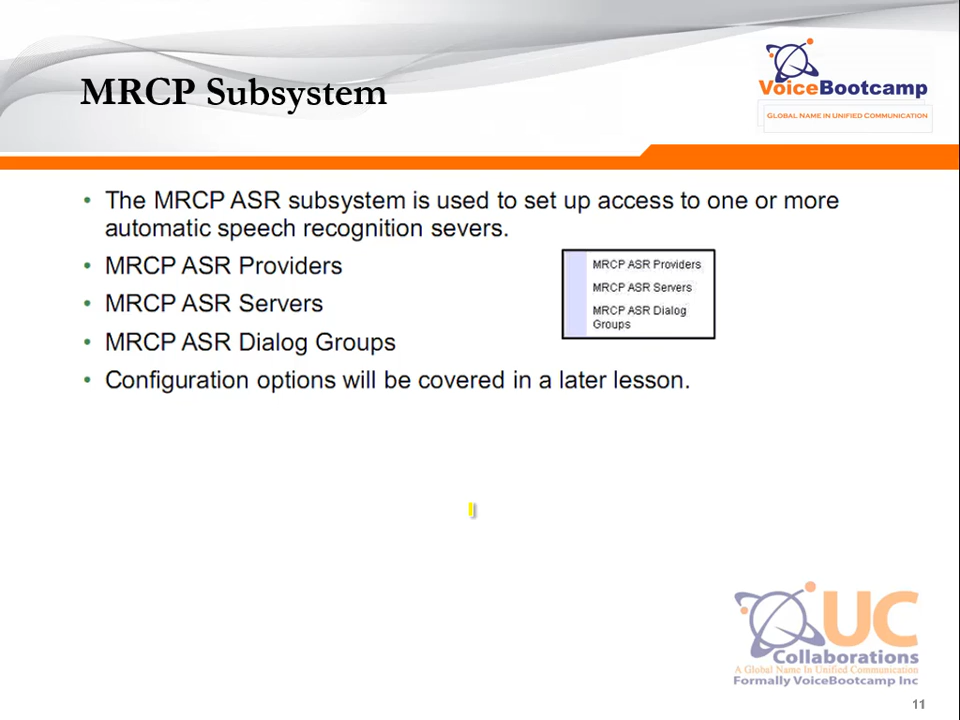 MRCP Subsystem
VoiceBootcamp
GLOBAL NAME IN UNIFIED COMMUNICATION
• The MRCP ASR subsystem is used to set up access to one or more
automatic speech recognition severs.
• MRCP ASR Providers
• MRCP ASR Servers
• MRCP ASR Dialog Groups
• Configuration options will be covered in a later lesson.
MRCP ASR Providers
MRCP ASR Servers
MRCP ASR Dialog
Groups
UC
Collaborations
A Global Name In Unified Communication
Formally VoiceBootcamp Inc
11